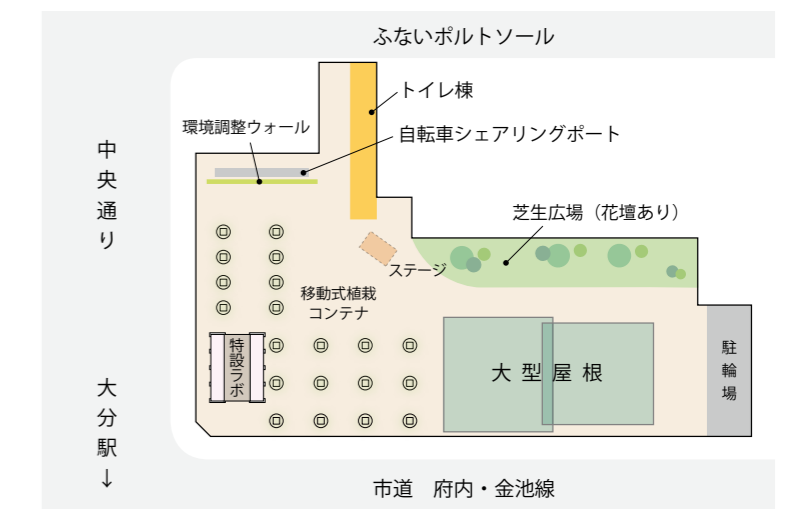 ふないポルトソール
トイレ棟
環境調整ウォール
自転車シェアリングポート
中央通り
芝生広場（花壇あり）
ステージ
移動式植栽
コンテナ
特設ラボ
大型屋根
駐輪場
大分駅↓
市道　府内・金池線